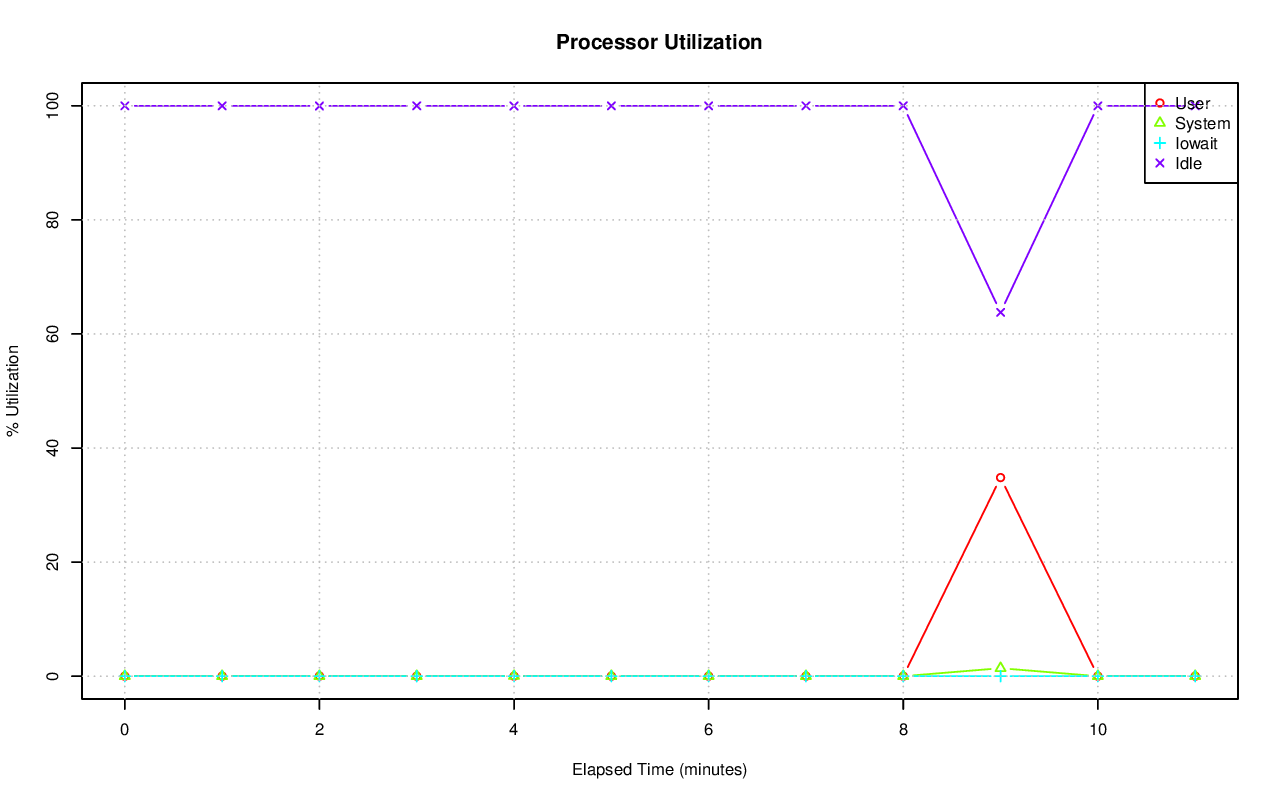 Processor Utilization
% Utilization
100
80
60
40
20
0
User
System
Iowait
Idle
0 2 4 6 8 10
Elapsed Time (minutes)